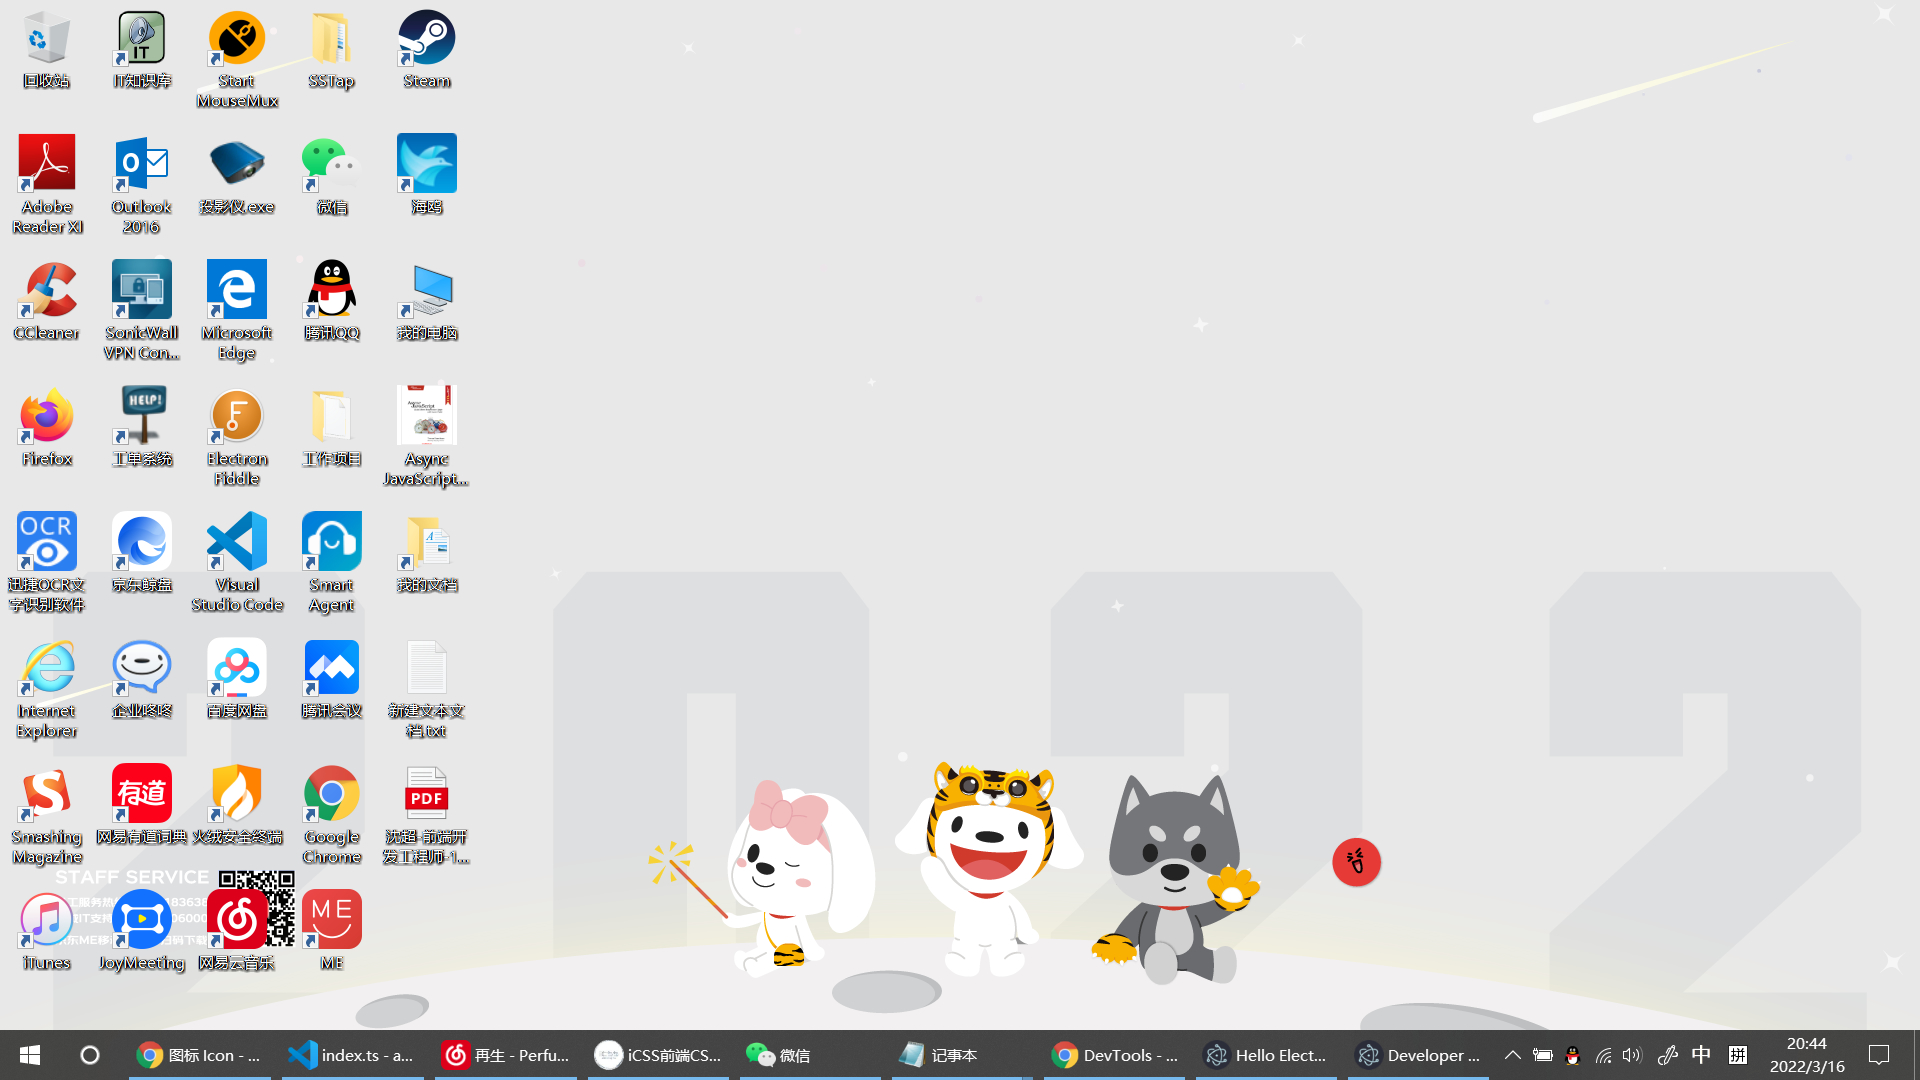 回收站
IT知识库
Start
MouseMux
SSTap
Steam
Adobe
Reader XI
Outlook
2016
投影仪.exe
微信
海鸥
CCleaner
SonicWall
VPN Con...
Microsoft
Edge
腾讯QQ
我的电脑
HELP!
Firefox
工单系统
Electron
Fiddle
工作项目
Async
JavaScript...
OCR
迅捷OCR文
字识别软件
京东鲸盘
Visual
Studio Code
Smart
Agent
我的文档
Internet
Explorer
企业咚咚
百度网盘
腾讯会议
新建文本文
档.txt
有道
PDF
Smashing
Magazine
网易有道词典
火绒安全终端
Google
Chrome
沈超-前端开
发工程师-1...
STAFF SERVICE
ME
iTunes
JoyMeeting
网易云音乐
ME
图标 Icon - ...
index.ts - a...
再生 - Perfu...
iCSS前端CS...
微信
记事本
DevTools - ...
Hello Elect...
Developer ...
中
拼
20:44
2022/3/16